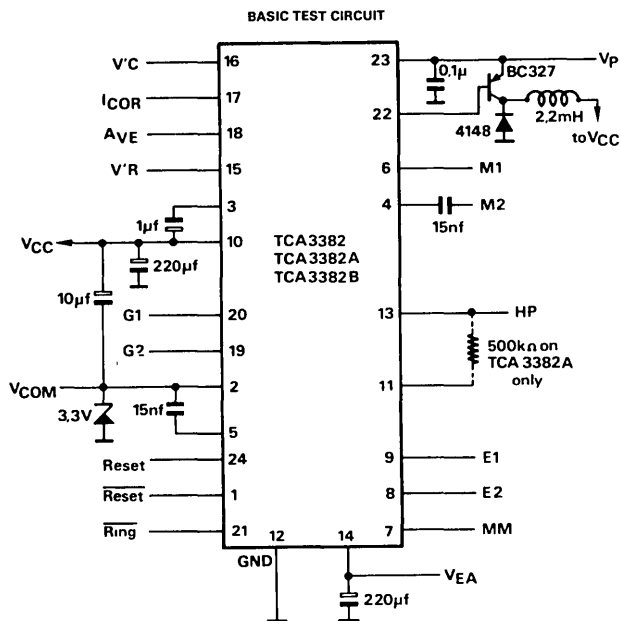 BASIC TEST CIRCUIT
V'C 16
ICOR 17
AVE 18
V'R 15
3
1µf
VCC 10
220µf
10µf
G1 20
G2 19
VCOM 2
3,3V
15nf
5
Reset 24
Reset 1
Ring 21
GND
12
14
TCA3382
TCA3382A
TCA3382B
23 VP
0,1µ
BC327
22
4148
2,2mH
to VCC
6 M1
4 M2
15nf
13 HP
500kΩ on
TCA 3382A
only
11
9 E1
8 E2
7 MM
VEA
220µf